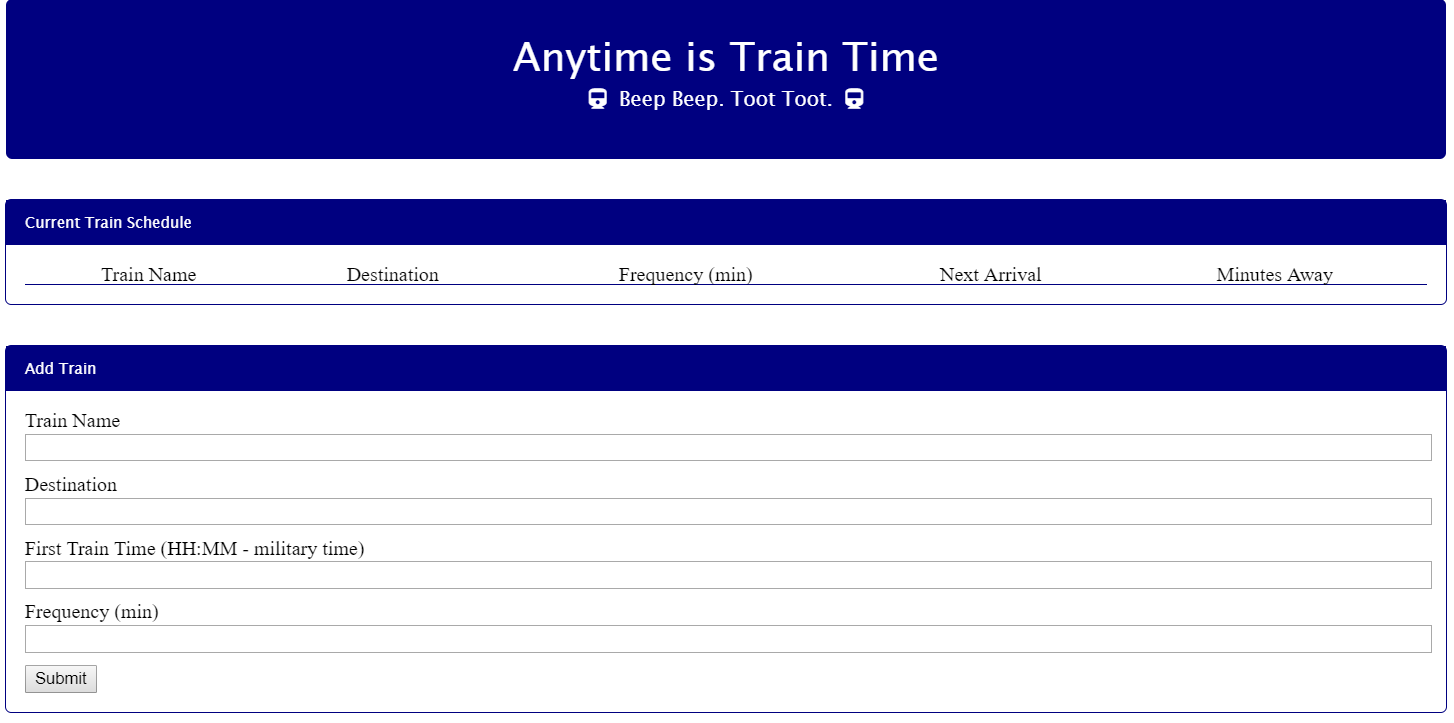 Anytime is Train Time
Beep Beep. Toot Toot.
Current Train Schedule
Train Name Destination Frequency (min) Next Arrival Minutes Away
Add Train
Train Name
Destination
First Train Time (HH:MM - military time)
Frequency (min)
Submit